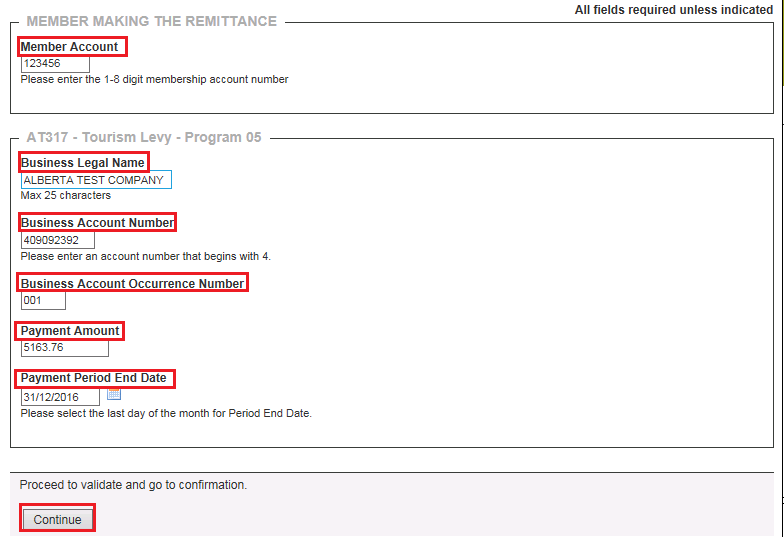 All fields required unless indicated
MEMBER MAKING THE REMITTANCE
Member Account
123456
Please enter the 1-8 digit membership account number
AT317 - Tourism Levy - Program 05
Business Legal Name
ALBERTA TEST COMPANY
Max 25 characters
Business Account Number
409092392
Please enter an account number that begins with 4.
Business Account Occurrence Number
001
Payment Amount
5163.76
Payment Period End Date
31/12/2016
Please select the last day of the month for Period End Date.
Proceed to validate and go to confirmation.
Continue